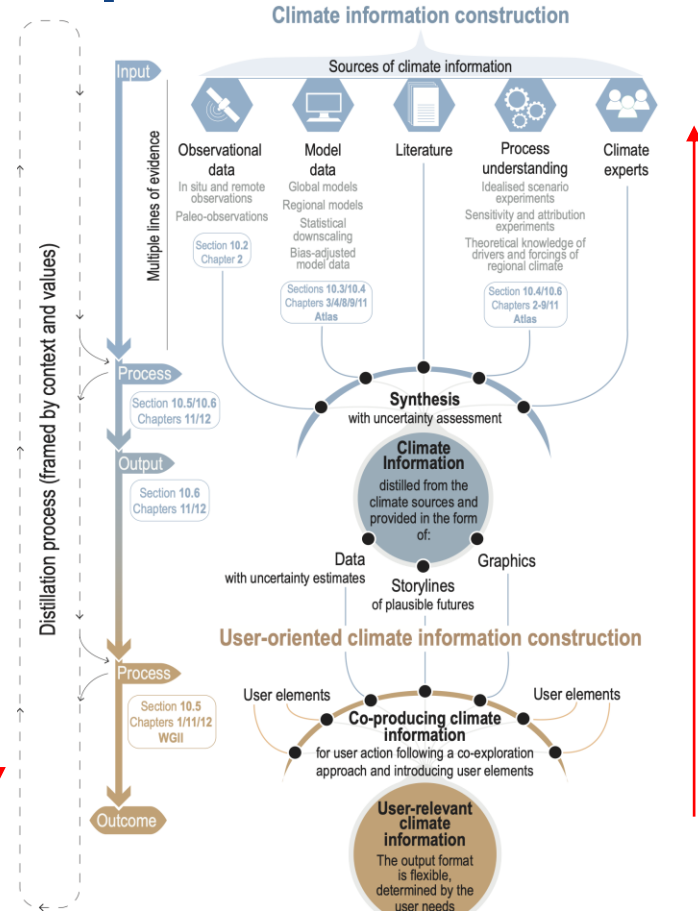 Climate information construction
Sources of climate information
Input
Multiple lines of evidence
Observational
data
In situ and remote
observations
Paleo-observations
Section 10.2
Chapter 2
Model
data
Global models
Regional models
Statistical
downscaling
Bias-adjusted
model data
Sections 10.3/10.4
Chapters 3/4/8/9/11
Atlas
Literature
Process
understanding
Idealised scenario
experiments
Sensitivity and attribution
experiments
Theoretical knowledge of
drivers and forcings of
regional climate
Section 10.4/10.6
Chapters 2-9/11
Atlas
Climate
experts
Distillation process (framed by context and values)
Process
Section 10.5/10.6
Chapters 11/12
Synthesis
with uncertainty assessment
Output
Section 10.6
Chapters 11/12
Climate
Information
distilled from the
climate sources and
provided in the form
of:
Data
with uncertainty estimates
Storylines
of plausible futures
Graphics
User-oriented climate information construction
Process
Section 10.5
Chapters 1/11/12
WGII
User elements
User elements
Co-producing climate
information
for user action following a co-exploration
approach and introducing user elements
Outcome
User-relevant
climate
information
The output format
is flexible,
determined by the
user needs